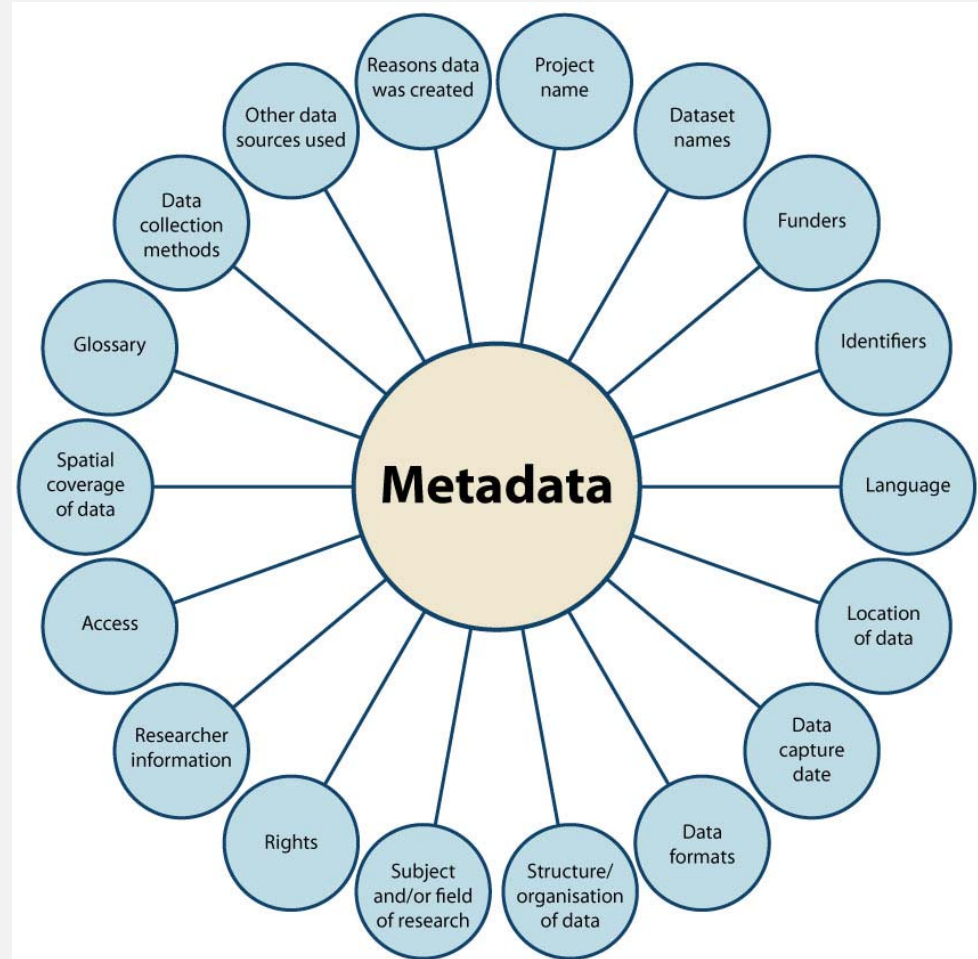 Reasons data
was created
Project
name
Dataset
names
Funders
Identifiers
Language
Location
of data
Data
capture
date
Data
formats
Structure/
organisation
of data
Subject
and/or field
of research
Rights
Researcher
information
Access
Spatial
coverage
of data
Glossary
Data
collection
methods
Other data
sources used
Metadata